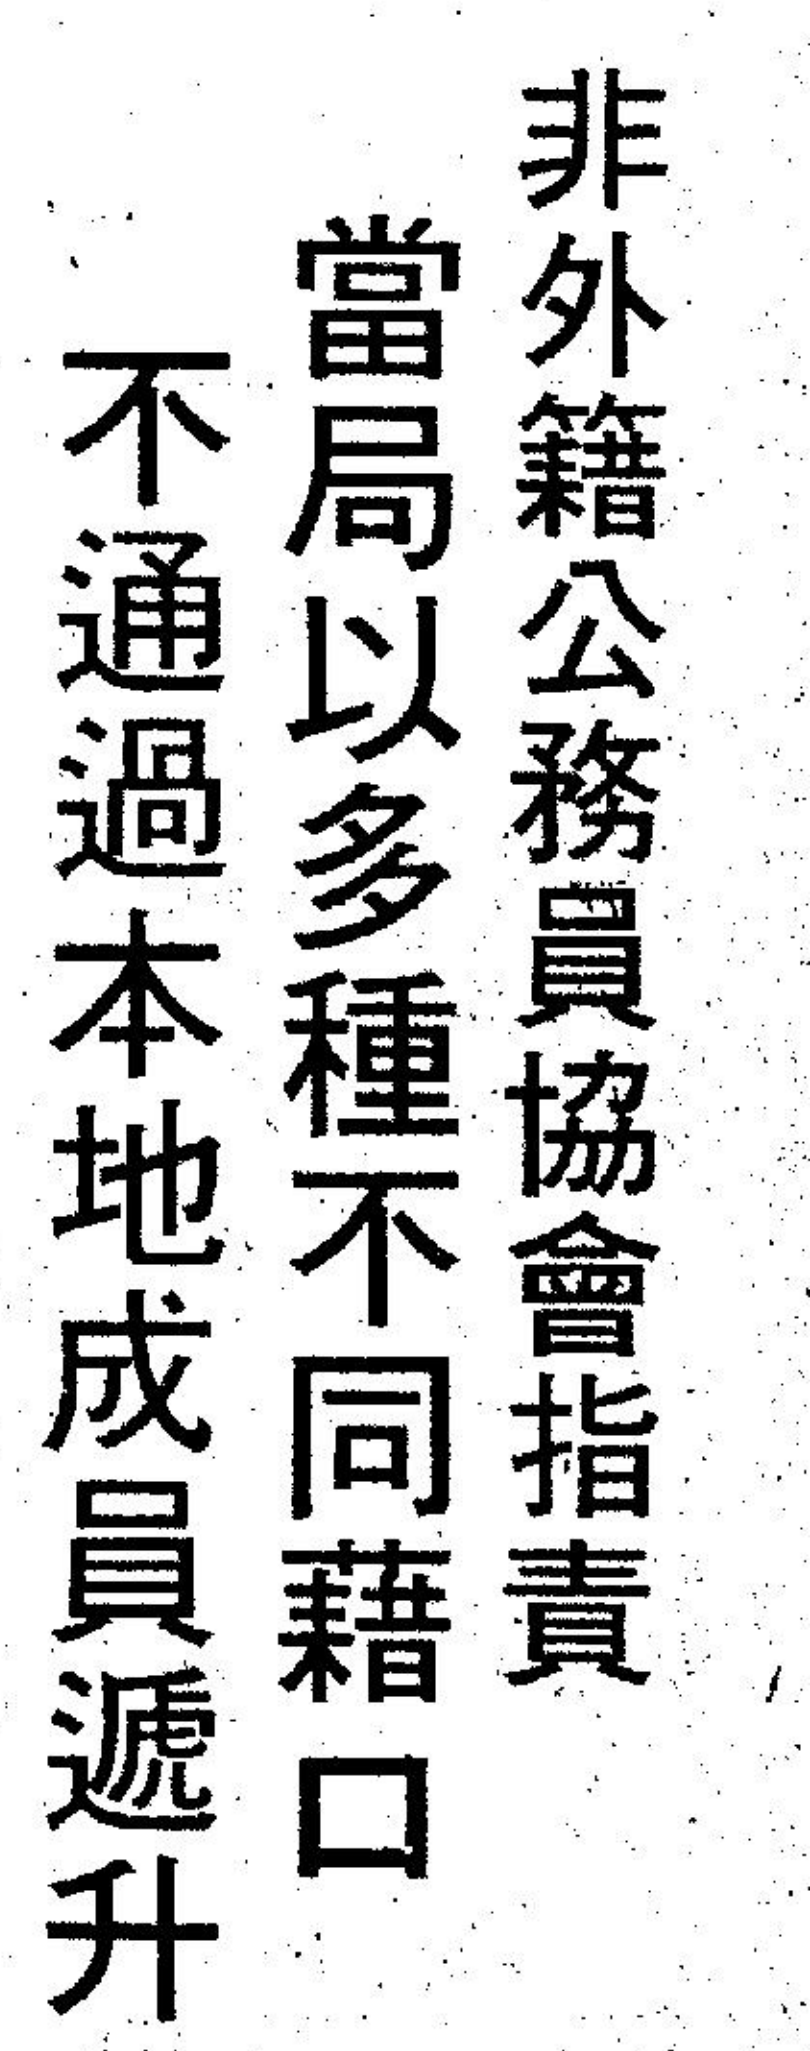 非外籍公務員協會指責
當局以多種不同藉口
不通過本地成員遞升